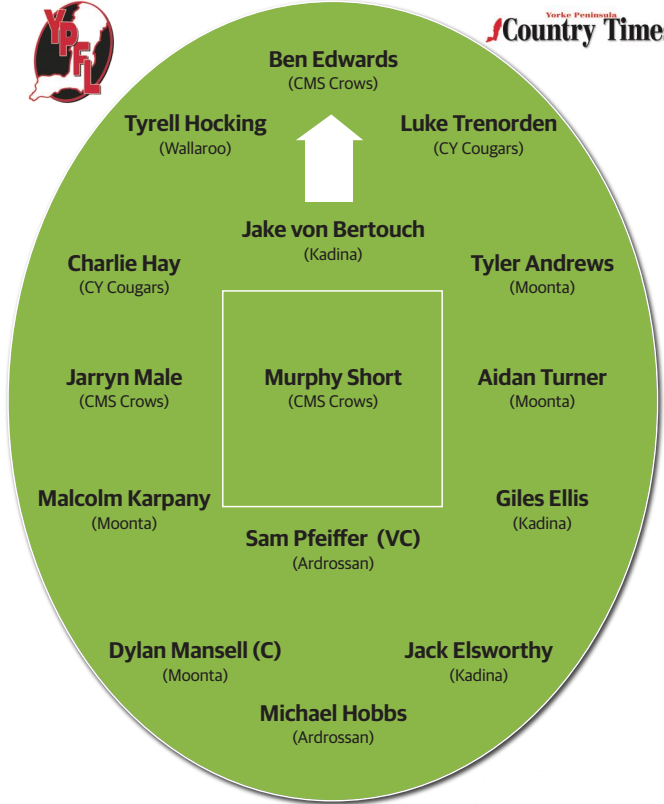 YPFL
Yorke Peninsula
Country Time
Ben Edwards
(CMS Crows)
Tyrell Hocking
(Wallaroo)
Luke Trenorden
(CY Cougars)
Jake von Bertouch
(Kadina)
Charlie Hay
(CY Cougars)
Tyler Andrews
(Moonta)
Jarryn Male
(CMS Crows)
Murphy Short
(CMS Crows)
Aidan Turner
(Moonta)
Malcolm Karpany
(Moonta)
Giles Ellis
(Kadina)
Sam Pfeiffer (VC)
(Ardrossan)
Dylan Mansell (C)
(Moonta)
Jack Elsworthy
(Kadina)
Michael Hobbs
(Ardrossan)